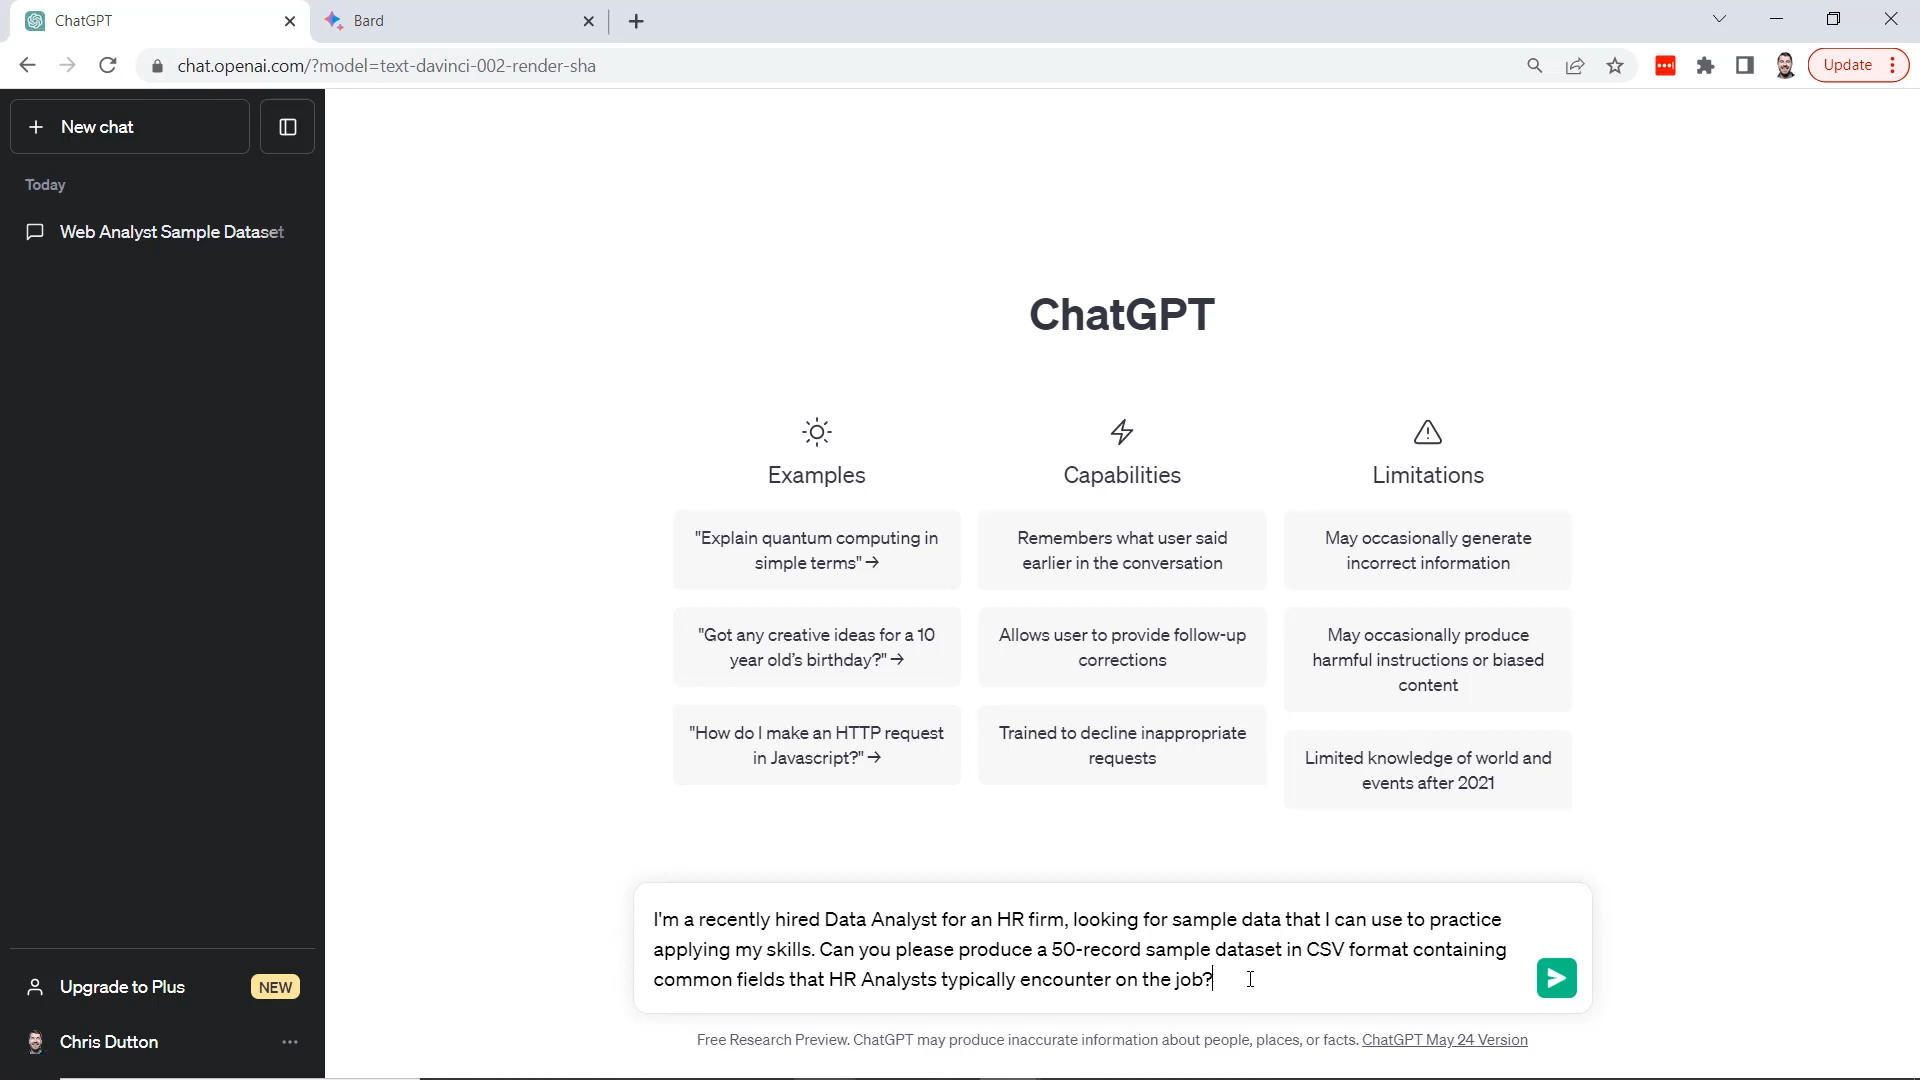 ChatGPT
Bard
chat.openai.com/?model=text-davinci-002-render-sha
Update
New chat
Today
Web Analyst Sample Dataset
ChatGPT
Examples
Capabilities
Limitations
"Explain quantum computing in
simple terms" →
Remembers what user said
earlier in the conversation
May occasionally generate
incorrect information
"Got any creative ideas for a 10
year old's birthday?" →
Allows user to provide follow-up
corrections
May occasionally produce
harmful instructions or biased
content
"How do I make an HTTP request
in Javascript?" →
Trained to decline inappropriate
requests
Limited knowledge of world and
events after 2021
I'm a recently hired Data Analyst for an HR firm, looking for sample data that I can use to practice
applying my skills. Can you please produce a 50-record sample dataset in CSV format containing
common fields that HR Analysts typically encounter on the job?
Upgrade to Plus
NEW
Chris Dutton
Free Research Preview. ChatGPT may produce inaccurate information about people, places, or facts. ChatGPT May 24 Version